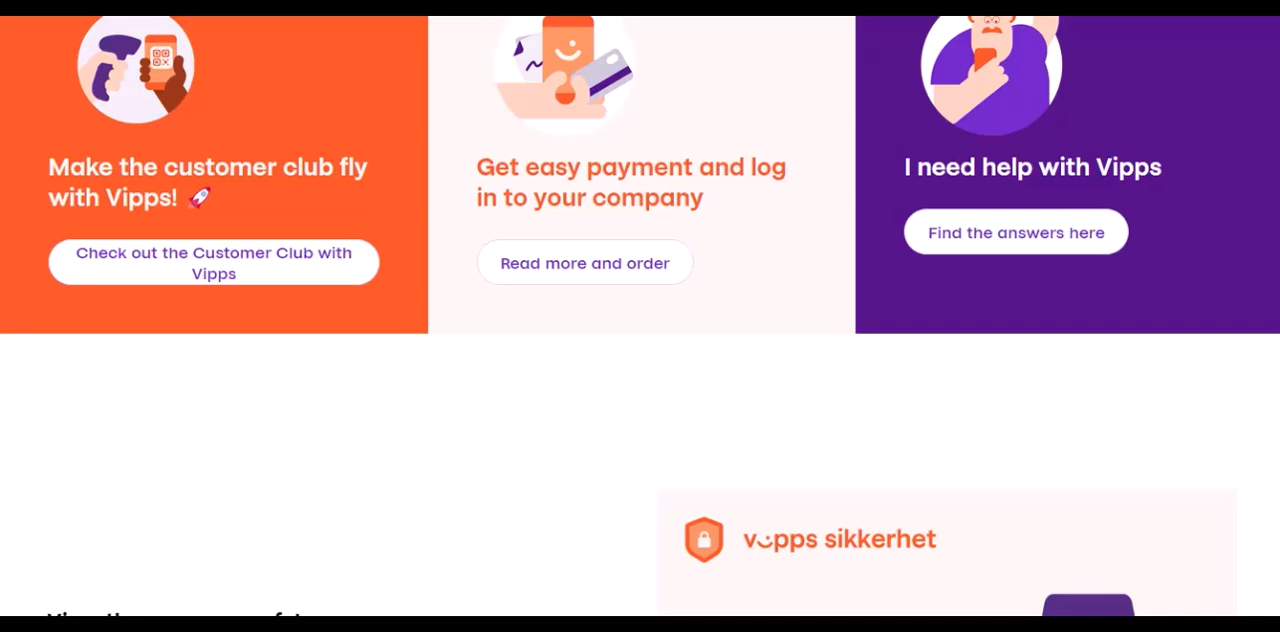 Make the customer club fly
with Vipps! 🚀
Check out the Customer Club with
Vipps
Get easy payment and log
in to your company
Read more and order
I need help with Vipps
Find the answers here
vipps sikkerhet